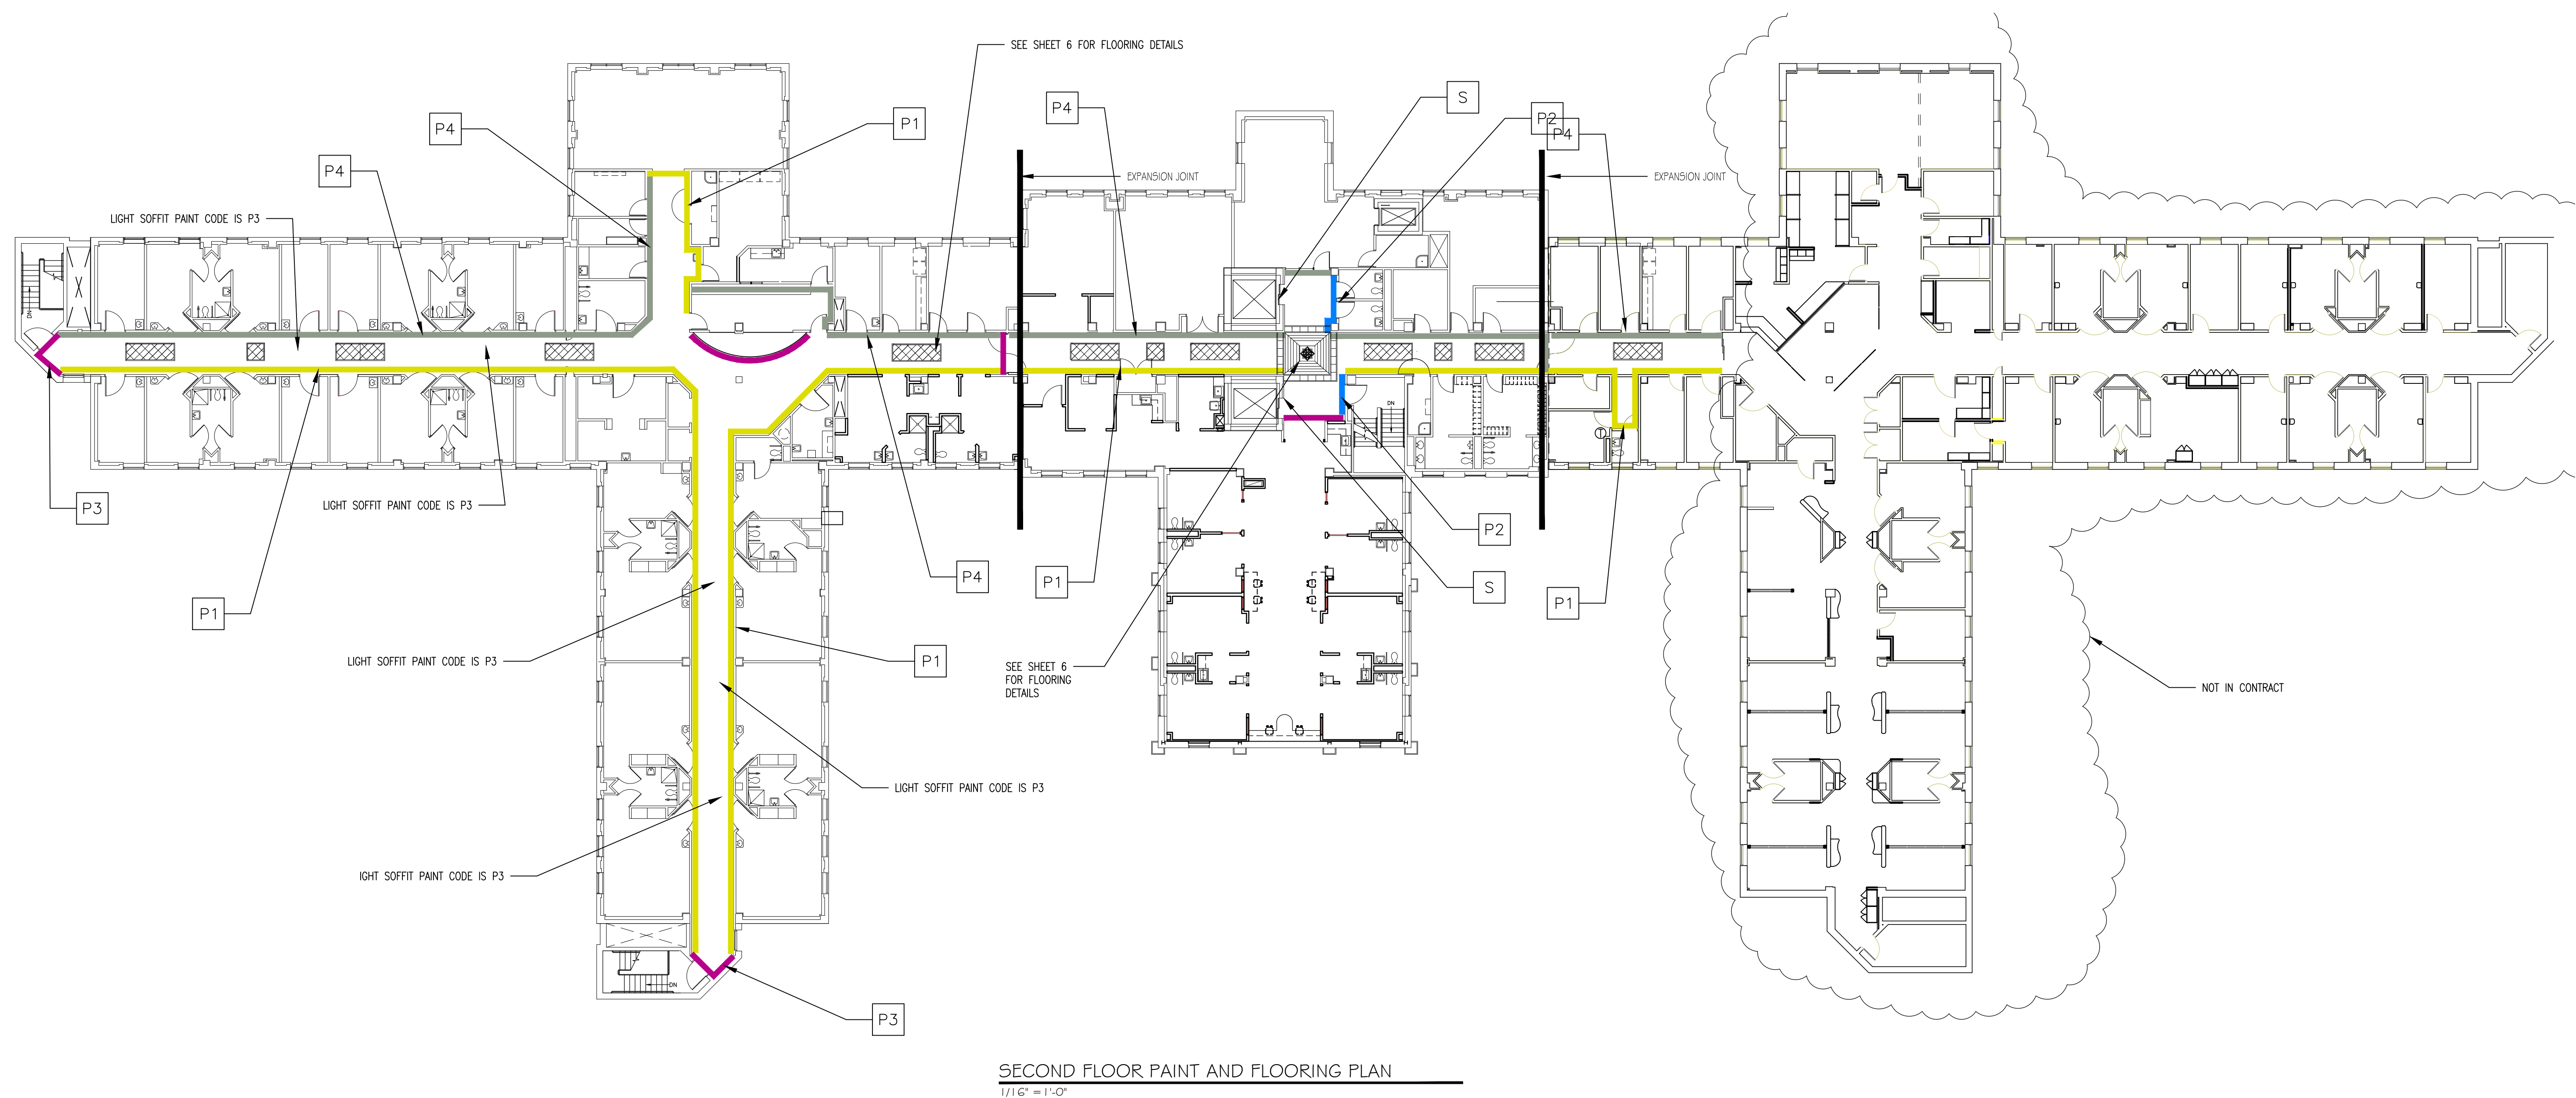 SEE SHEET 6 FOR FLOORING DETAILS
S
P4
P2
P4
P1
P4
P4
EXPANSION JOINT
EXPANSION JOINT
LIGHT SOFFIT PAINT CODE IS P3
DN
DN
P3
LIGHT SOFFIT PAINT CODE IS P3
P2
P4
P1
S
P1
P1
LIGHT SOFFIT PAINT CODE IS P3
P1
SEE SHEET 6
FOR FLOORING
DETAILS
NOT IN CONTRACT
LIGHT SOFFIT PAINT CODE IS P3
IGHT SOFFIT PAINT CODE IS P3
DN
P3
SECOND FLOOR PAINT AND FLOORING PLAN
1/16" = 1'-0"